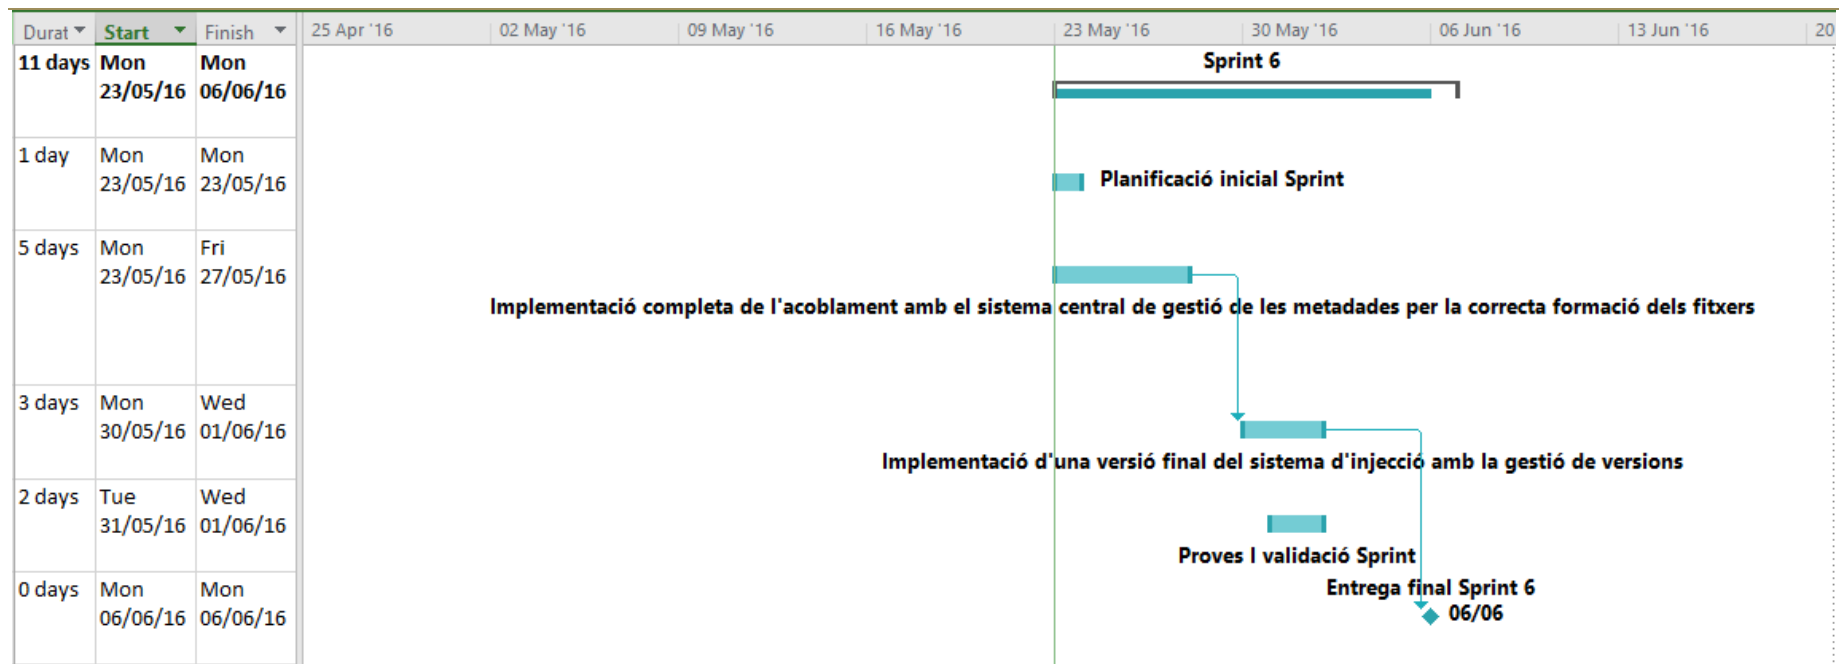 Durat Start Finish 25 Apr '16 02 May '16 09 May '16 16 May '16 23 May '16 30 May '16 06 Jun '16 13 Jun '16 20
11 days Mon Mon Sprint 6
23/05/16 06/06/16
1 day Mon Mon
23/05/16 23/05/16 Planificació inicial Sprint
5 days Mon Fri
23/05/16 27/05/16
Implementació completa de l'acoblament amb el sistema central de gestió de les metadades per la correcta formació dels fitxers
3 days Mon Wed
30/05/16 01/06/16
Implementació d'una versió final del sistema d'injecció amb la gestió de versions
2 days Tue Wed
31/05/16 01/06/16
Proves I validació Sprint
0 days Mon Mon Entrega final Sprint 6
06/06/16 06/06/16 06/06